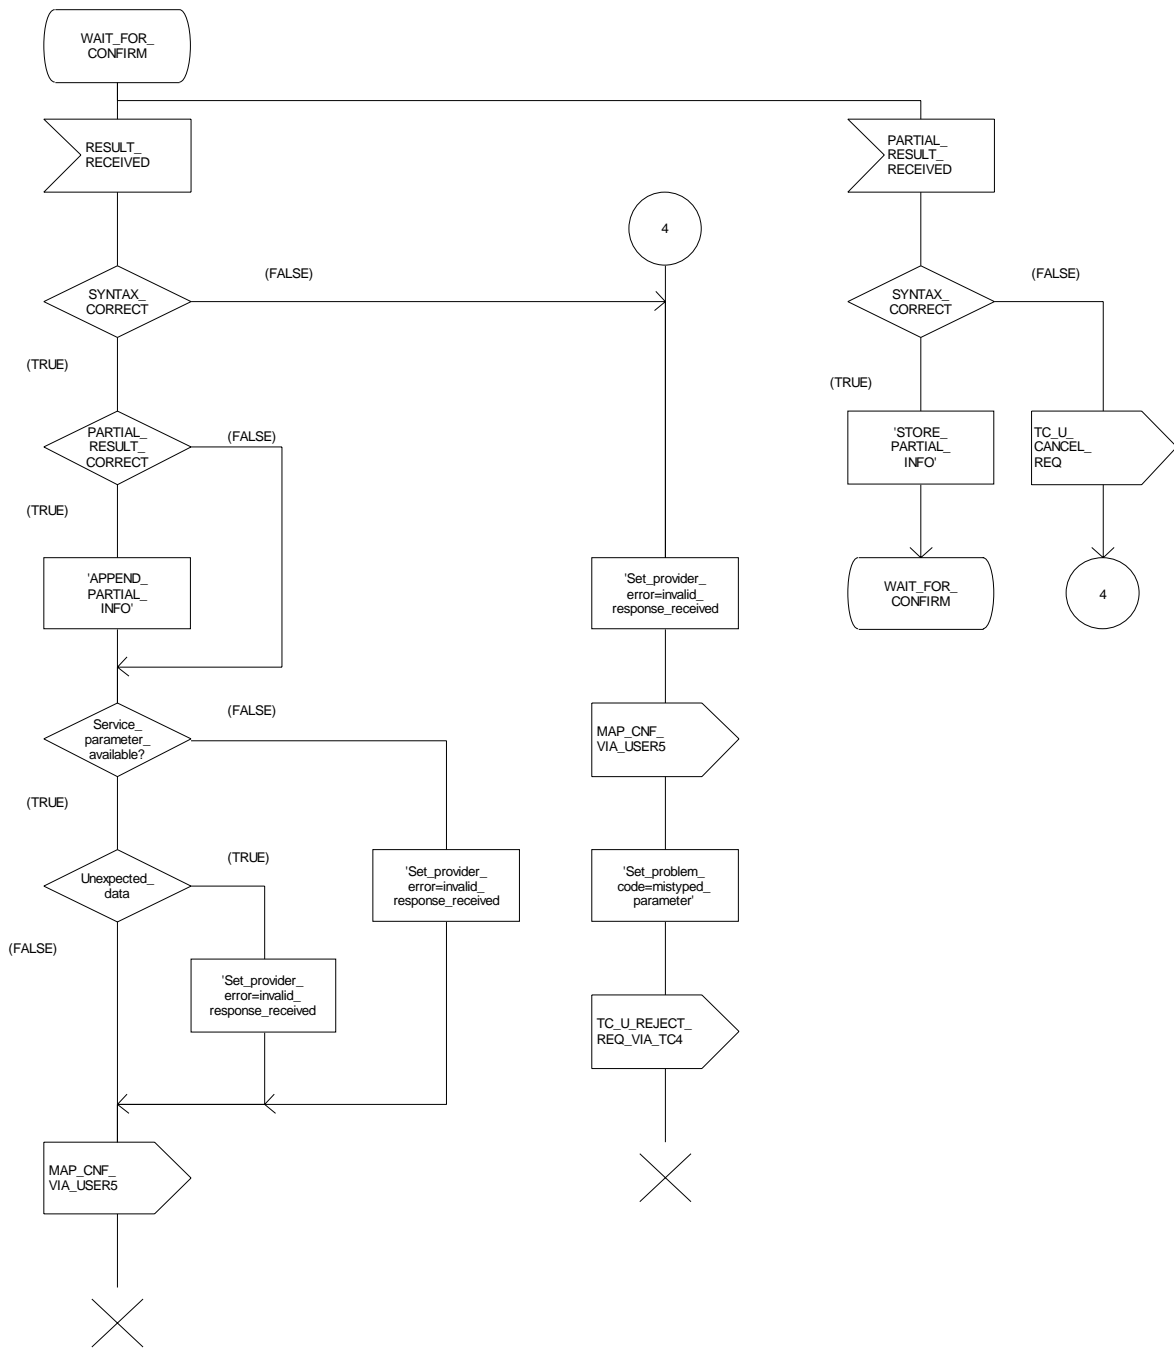 WAIT_FOR_
CONFIRM
RESULT_
RECEIVED
PARTIAL_
RESULT_
RECEIVED
4
(FALSE)
SYNTAX_
CORRECT
(FALSE)
SYNTAX_
CORRECT
(TRUE)
(TRUE)
PARTIAL_
RESULT_
CORRECT
(FALSE)
'STORE_
PARTIAL_
INFO'
TC_U_
CANCEL_
REQ
(TRUE)
'APPEND_
PARTIAL_
INFO'
'Set_provider_
error=invalid_
response_received
WAIT_FOR_
CONFIRM
4
(FALSE)
Service_
parameter_
available?
MAP_CNF_
VIA_USER5
(TRUE)
(TRUE)
Unexpected_
data
'Set_provider_
error=invalid_
response_received
'Set_problem_
code=mistyped_
parameter'
(FALSE)
'Set_provider_
error=invalid_
response_received
TC_U_REJECT_
REQ_VIA_TC4
MAP_CNF_
VIA_USER5